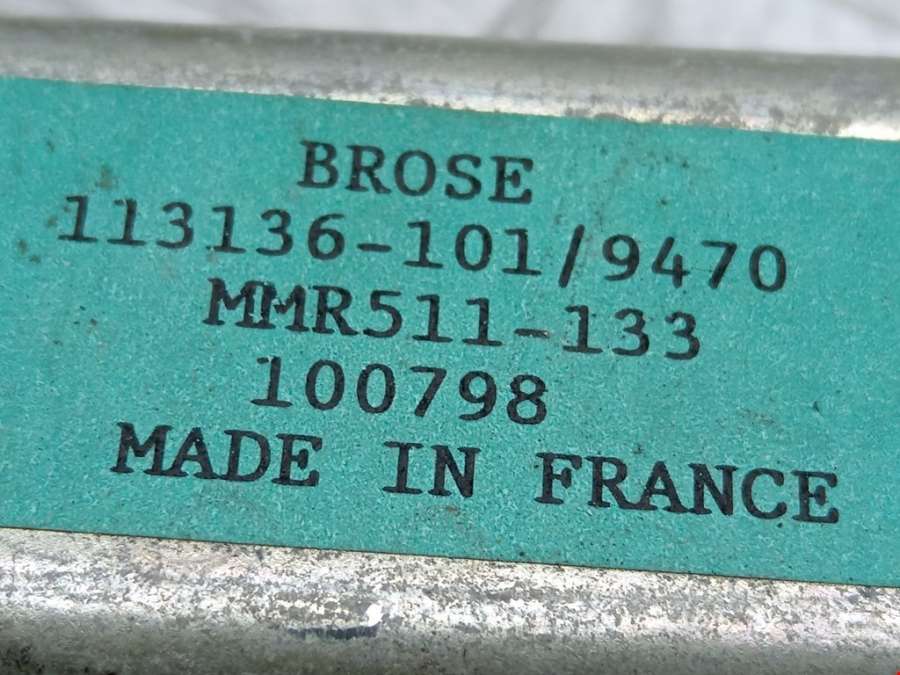 BROSE
113136-101/9470
MMR511-133
100798
MADE IN FRANCE